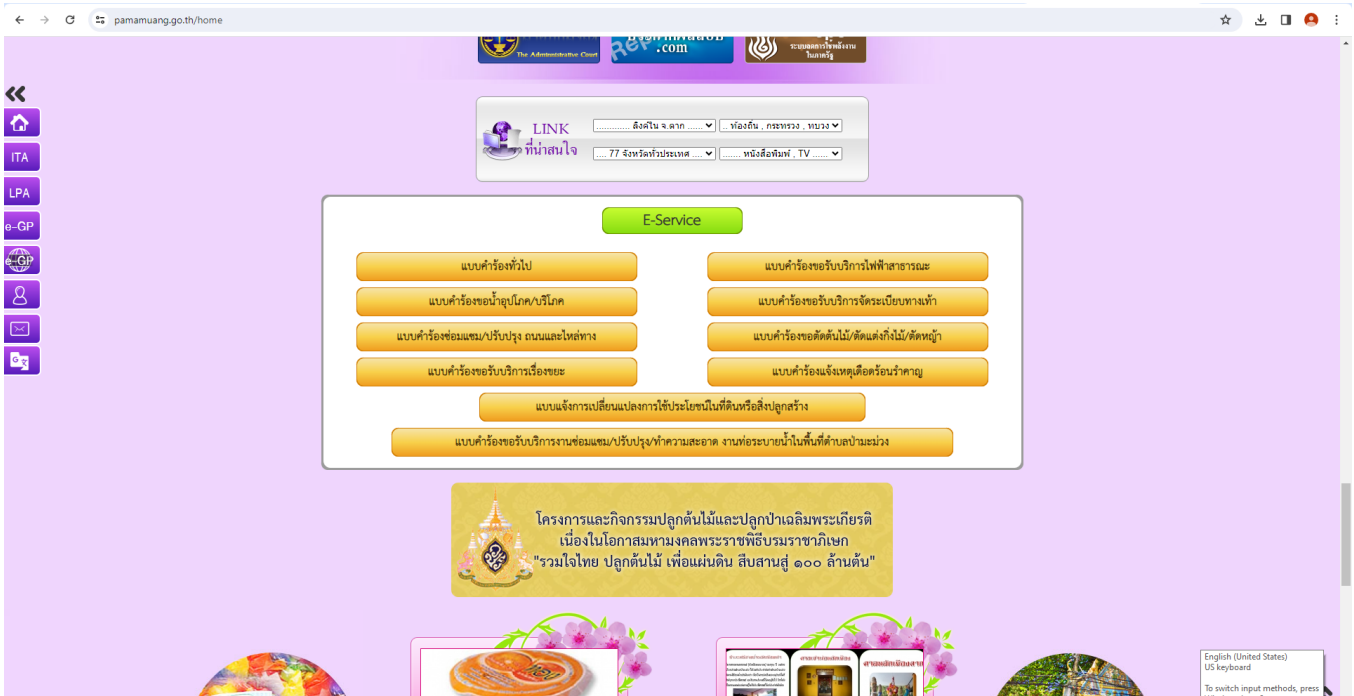 pamamuang.go.th/home
The Administrative Court
.com
ระบบลดการใช้พลังงาน
ในภาครัฐ
LINK
ที่น่าสนใจ
............ ลิงค์ใน จ.ตาก ......
.. ท้องถิ่น , กระทรวง , ทบวง
.... 77 จังหวัดทั่วประเทศ ....
....... หนังสือพิมพ์ , TV ......
ITA
LPA
e-GP
e-GP
E-Service
แบบคำร้องทั่วไป
แบบคำร้องขอรับบริการไฟฟ้าสาธารณะ
แบบคำร้องขอน้ำอุปโภค/บริโภค
แบบคำร้องขอรับบริการจัดระเบียบทางเท้า
แบบคำร้องซ่อมแซม/ปรับปรุง ถนนและไหล่ทาง
แบบคำร้องขอตัดต้นไม้/ตัดแต่งกิ่งไม้/ตัดหญ้า
แบบคำร้องขอรับบริการเรื่องขยะ
แบบคำร้องแจ้งเหตุเดือดร้อนรำคาญ
แบบแจ้งการเปลี่ยนแปลงการใช้ประโยชน์ในที่ดินหรือสิ่งปลูกสร้าง
แบบคำร้องขอรับบริการงานซ่อมแซม/ปรับปรุง/ทำความสะอาด งานท่อระบายน้ำในพื้นที่ตำบลป่ามะม่วง
โครงการและกิจกรรมปลูกต้นไม้และปลูกป่าเฉลิมพระเกียรติ
เนื่องในโอกาสมหามงคลพระราชพิธีบรมราชาภิเษก
"รวมใจไทย ปลูกต้นไม้ เพื่อแผ่นดิน สืบสานสู่ ๑๐๐ ล้านต้น"
English (United States)
US keyboard
To switch input methods, press